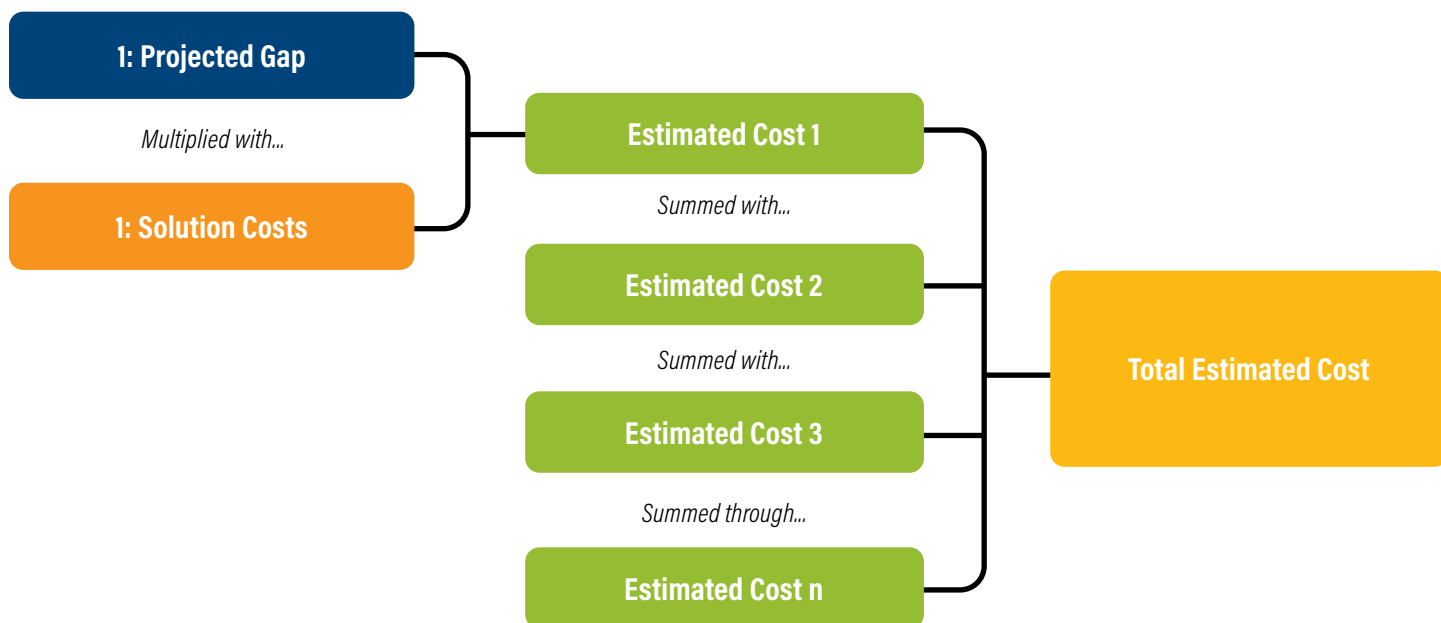 1: Projected Gap
Multiplied with...
1: Solution Costs
Estimated Cost 1
Summed with...
Estimated Cost 2
Summed with...
Estimated Cost 3
Summed through...
Estimated Cost n
Total Estimated Cost